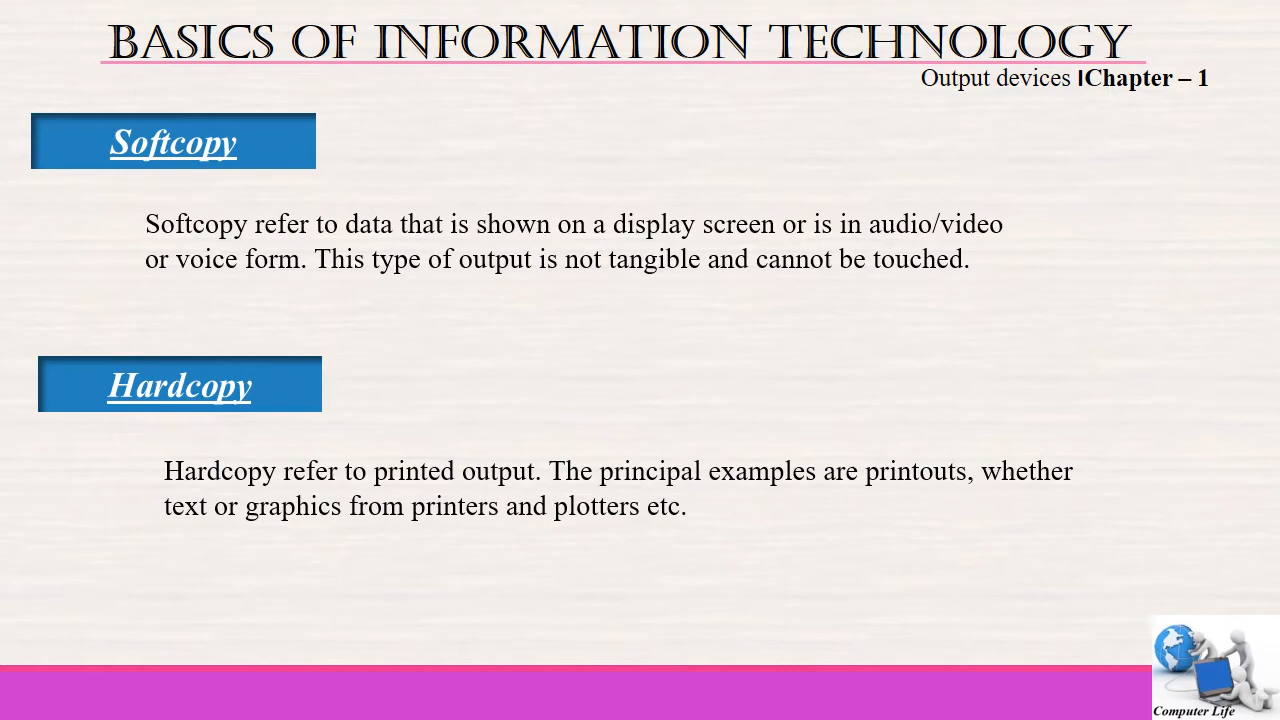 BASICS OF INFORMATION TECHNOLOGY
Output devices |Chapter – 1
Softcopy
Softcopy refer to data that is shown on a display screen or is in audio/video
or voice form. This type of output is not tangible and cannot be touched.
Hardcopy
Hardcopy refer to printed output. The principal examples are printouts, whether
text or graphics from printers and plotters etc.
Computer Life